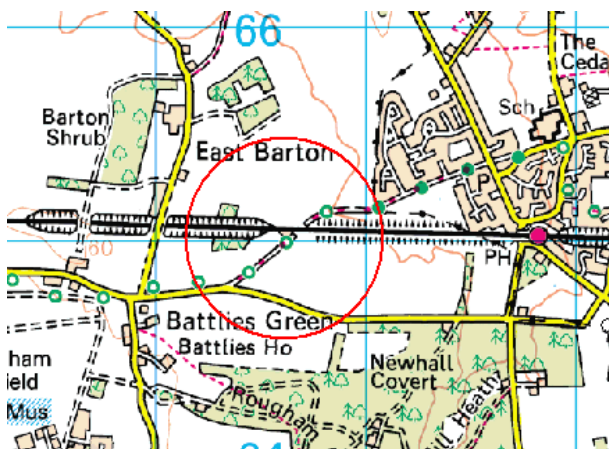 66
The
Ceda
Sch
Barton
Shrub
East Barton
P
60
PH
Battlies Green
Battlies Ho
Newhall
Covert
ham
ield
Mus
Rougham
Heath